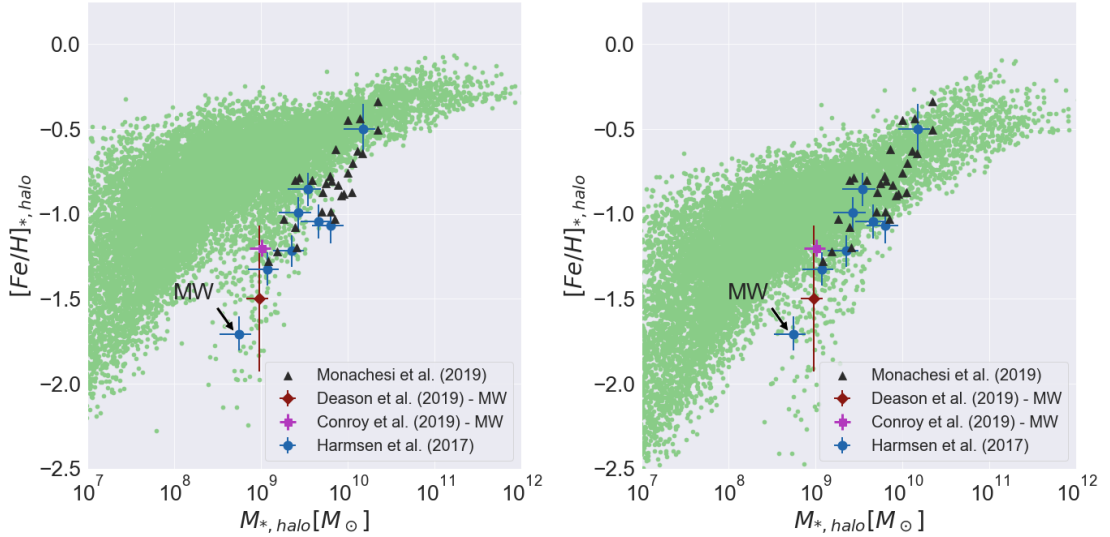 0.0
−0.5
−1.0
−1.5
−2.0
−2.5
[Fe/H]*, halo
MW
Monachesi et al. (2019)
Deason et al. (2019) - MW
Conroy et al. (2019) - MW
Harmsen et al. (2017)
10^7 10^8 10^9 10^10 10^11 10^12
M*, halo[M⊙]
0.0
−0.5
−1.0
−1.5
−2.0
−2.5
[Fe/H]*, halo
MW
Monachesi et al. (2019)
Deason et al. (2019) - MW
Conroy et al. (2019) - MW
Harmsen et al. (2017)
10^7 10^8 10^9 10^10 10^11 10^12
M*, halo[M⊙]